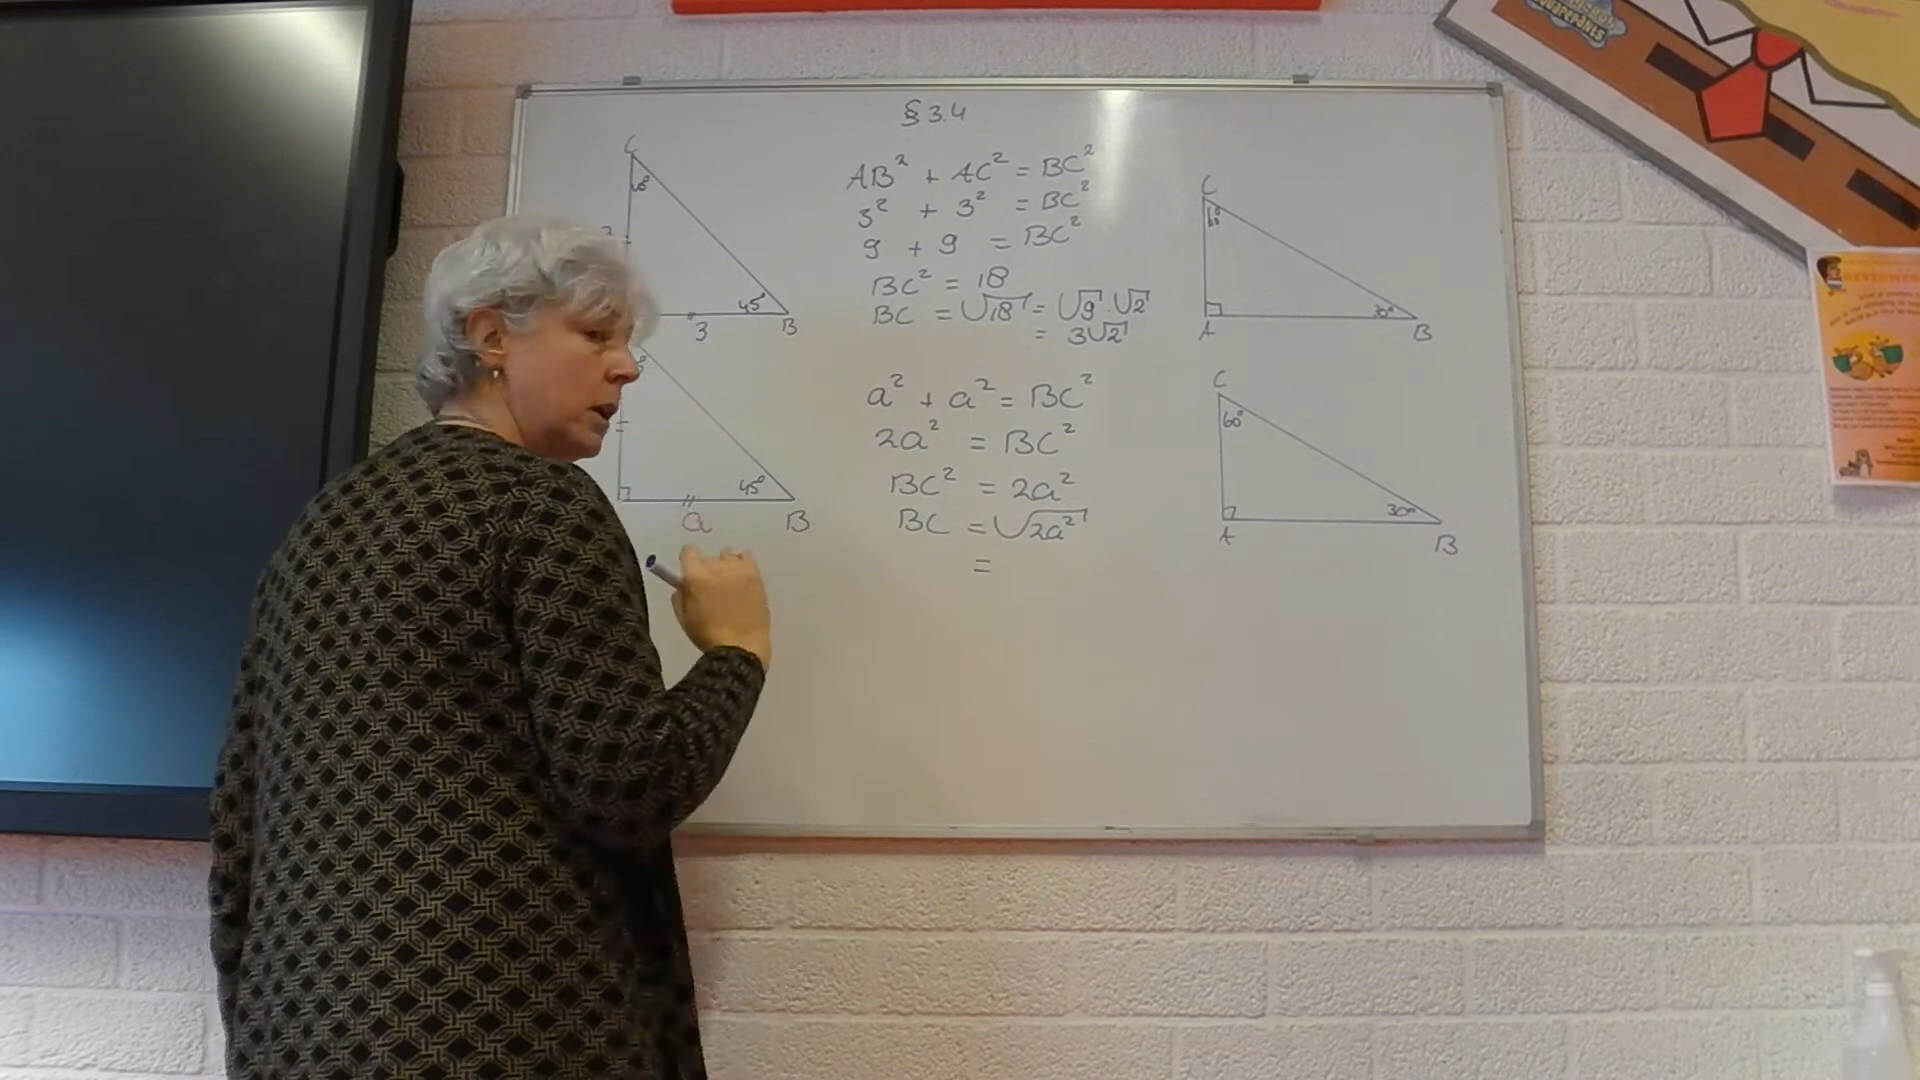 § 3.4
C
45°
3
B
AB² + AC² = BC²
3² + 3² = BC²
9 + 9 = BC²
BC² = 18
BC = √18 = √9 · √2
= 3√2
C
60°
30°
A
B
45°
a
B
a² + a² = BC²
2a² = BC²
BC² = 2a²
BC = √2a²
=
C
60°
30°
A
B
SQUAREPANTS